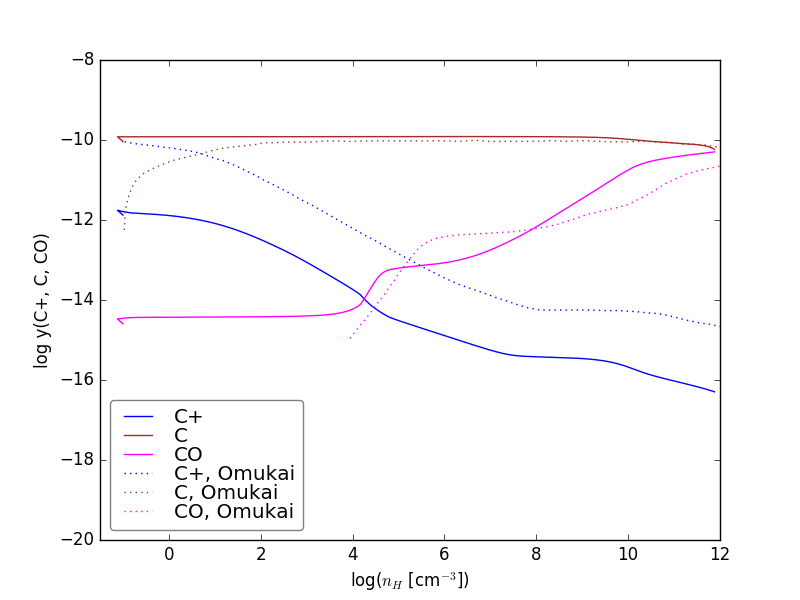 −8
−10
−12
−14
−16
−18
−20
0 2 4 6 8 10 12
log y(C+, C, CO)
log($n_H$ [cm$^{-3}$])
C+
C
CO
C+, Omukai
C, Omukai
CO, Omukai